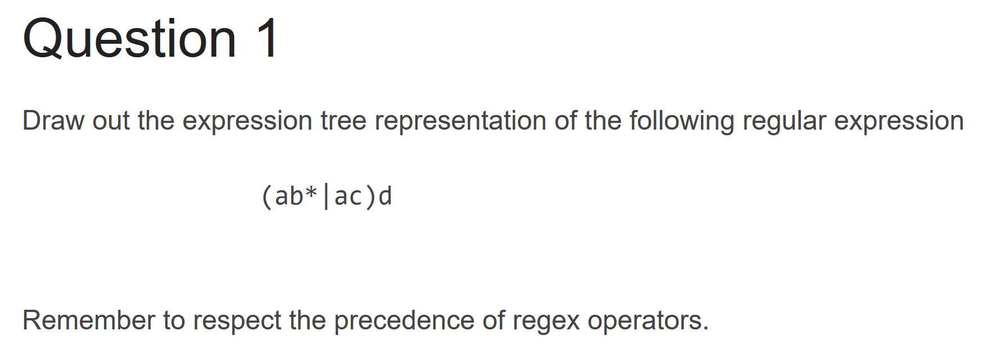 Question 1
Draw out the expression tree representation of the following regular expression
(ab*|ac)d
Remember to respect the precedence of regex operators.